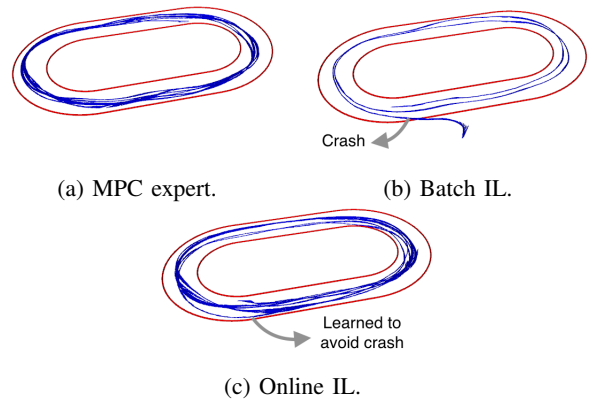 Crash
(a) MPC expert.
(b) Batch IL.
Learned to
avoid crash
(c) Online IL.